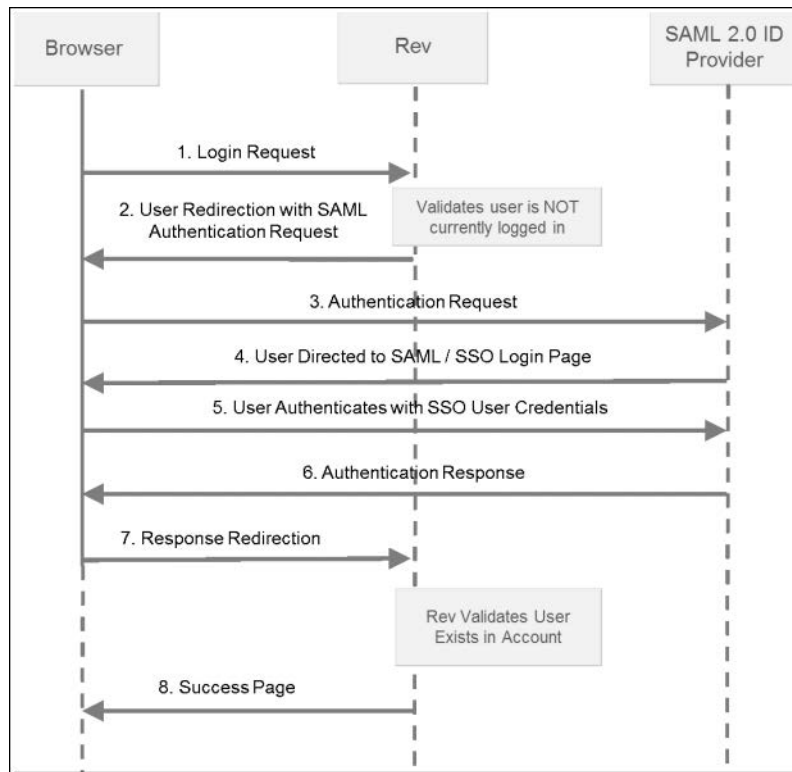 Browser
Rev
SAML 2.0 ID
Provider
1. Login Request
2. User Redirection with SAML
Authentication Request
Validates user is NOT
currently logged in
3. Authentication Request
4. User Directed to SAML / SSO Login Page
5. User Authenticates with SSO User Credentials
6. Authentication Response
7. Response Redirection
Rev Validates User
Exists in Account
8. Success Page